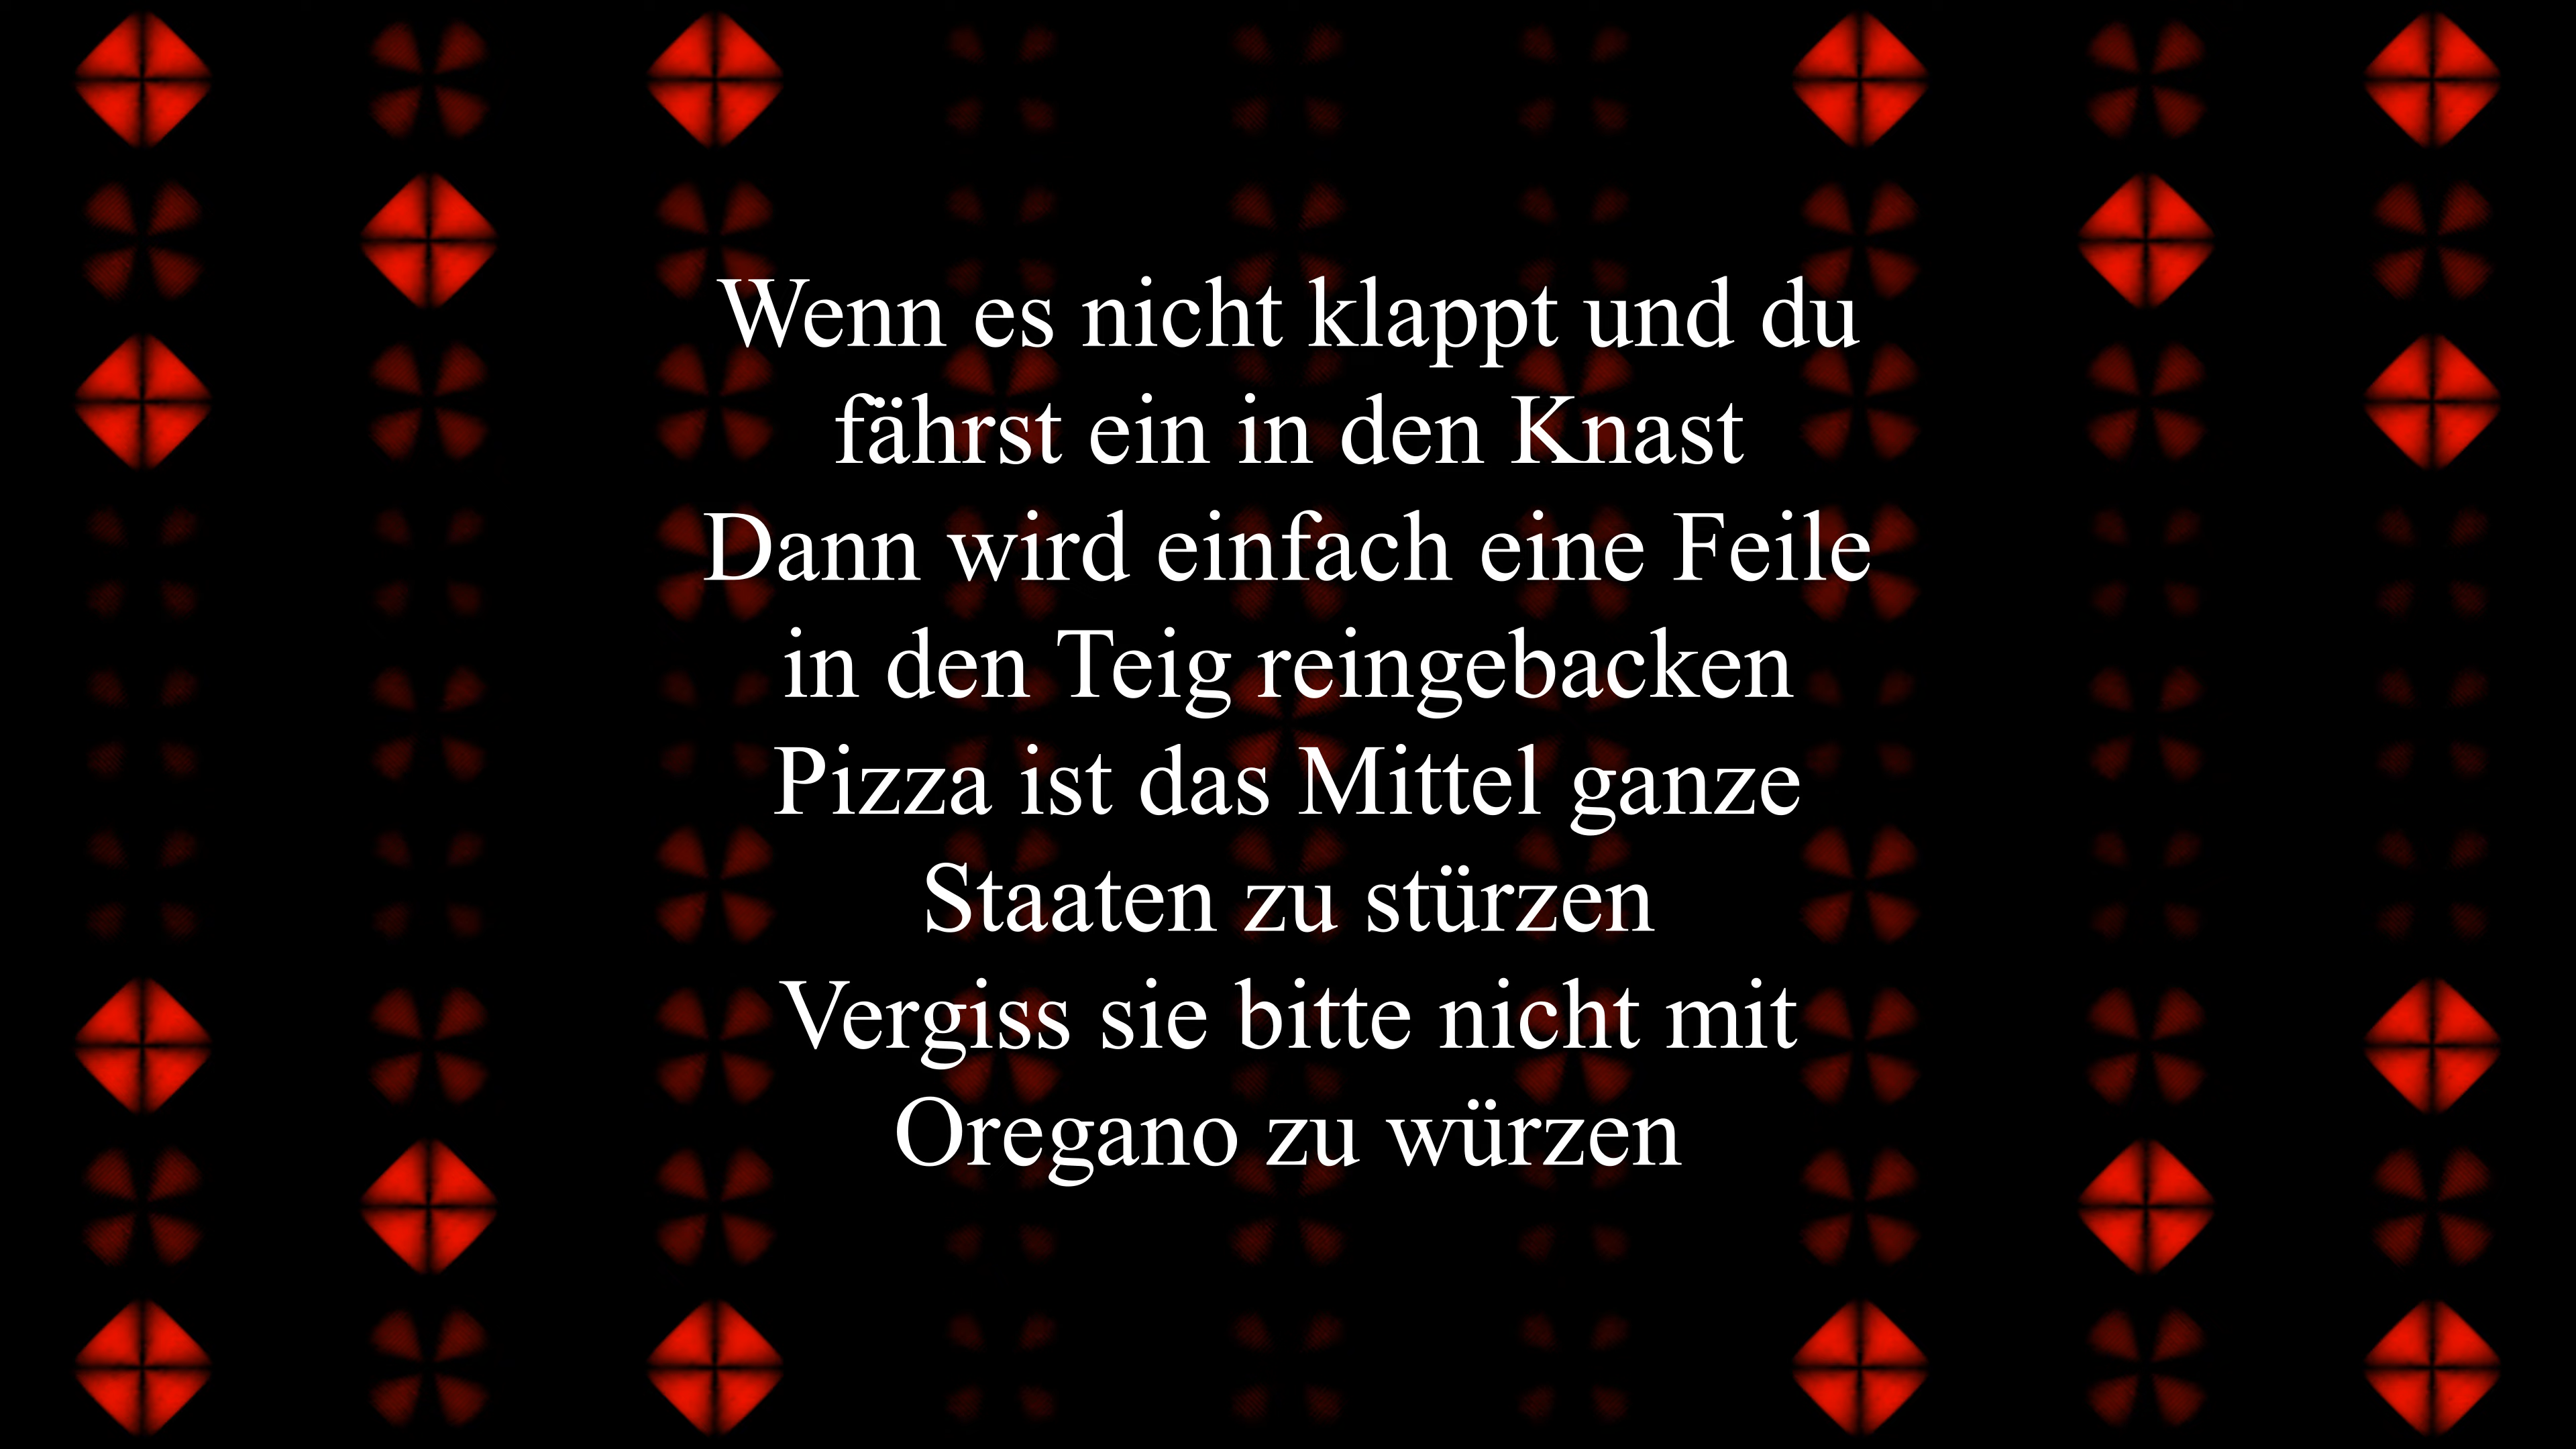 Wenn es nicht klappt und du
fährst ein in den Knast
Dann wird einfach eine Feile
in den Teig reingebacken
Pizza ist das Mittel ganze
Staaten zu stürzen
Vergiss sie bitte nicht mit
Oregano zu würzen